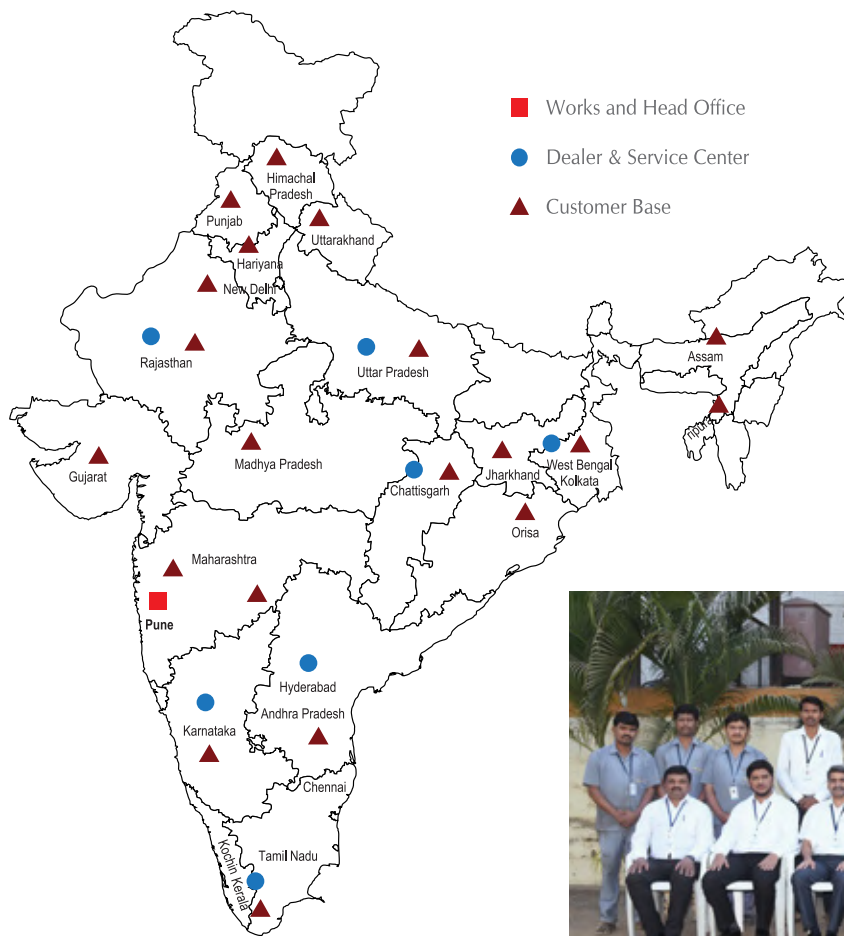 Works and Head Office
Dealer & Service Center
Customer Base
Himachal
Pradesh
Punjab
Uttarakhand
Hariyana
New Delhi
Rajasthan
Uttar Pradesh
Assam
ripura
Gujarat
Madhya Pradesh
Chattisgarh
Jharkhand
West Bengal
Kolkata
Orisa
Maharashtra
Pune
Hyderabad
Andhra Pradesh
Karnataka
Chennai
Tamil Nadu
Kochin Kerala